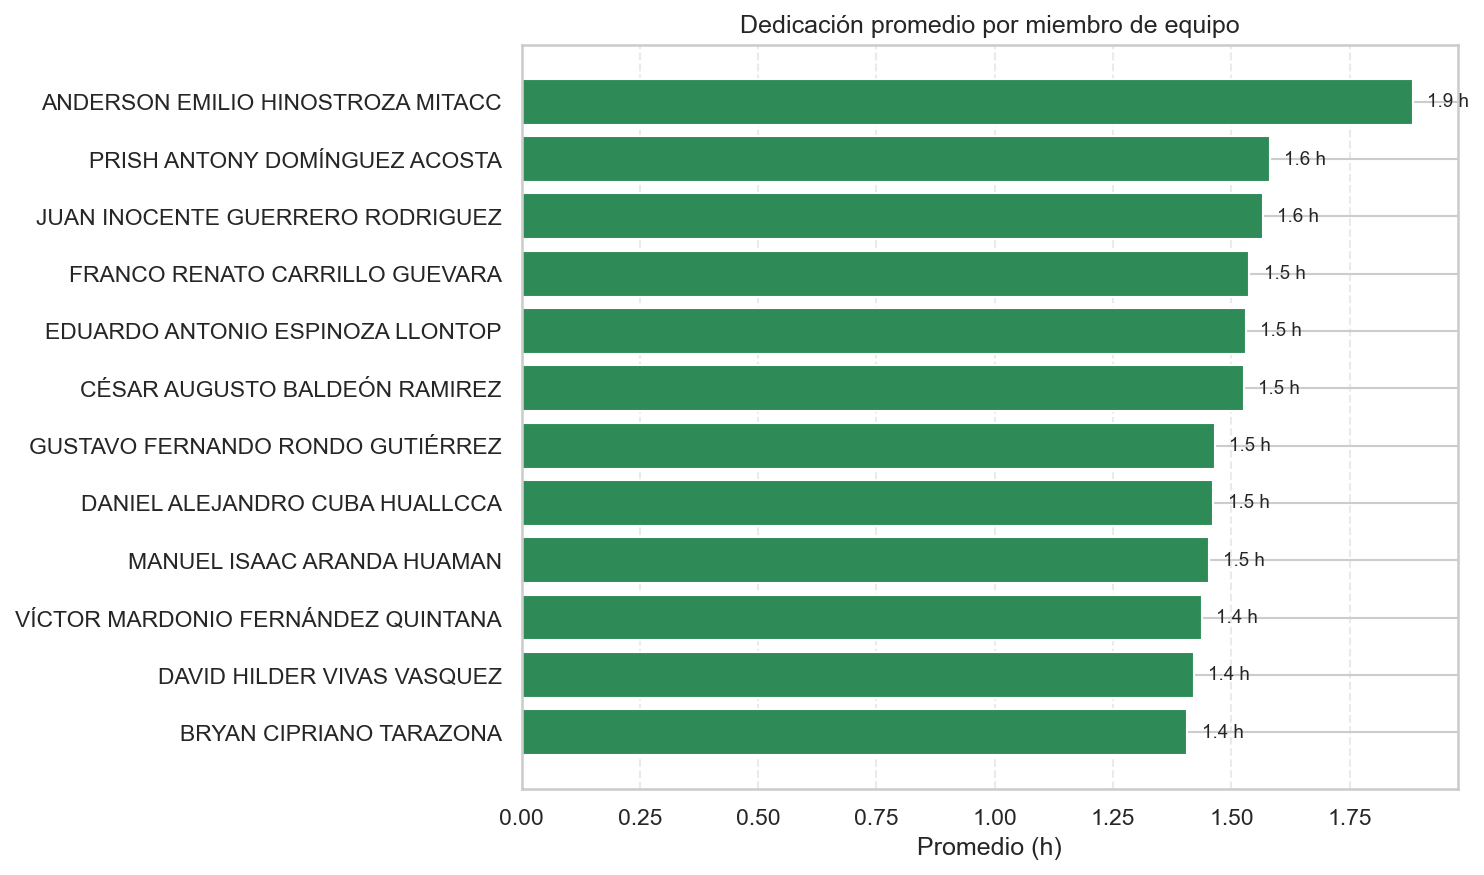 Dedicación promedio por miembro de equipo
ANDERSON EMILIO HINOSTROZA MITACC 1.9 h
PRISH ANTONY DOMÍNGUEZ ACOSTA 1.6 h
JUAN INOCENTE GUERRERO RODRIGUEZ 1.6 h
FRANCO RENATO CARRILLO GUEVARA 1.5 h
EDUARDO ANTONIO ESPINOZA LLONTOP 1.5 h
CÉSAR AUGUSTO BALDEÓN RAMIREZ 1.5 h
GUSTAVO FERNANDO RONDO GUTIÉRREZ 1.5 h
DANIEL ALEJANDRO CUBA HUALLCCA 1.5 h
MANUEL ISAAC ARANDA HUAMAN 1.5 h
VÍCTOR MARDONIO FERNÁNDEZ QUINTANA 1.4 h
DAVID HILDER VIVAS VASQUEZ 1.4 h
BRYAN CIPRIANO TARAZONA 1.4 h
0.00 0.25 0.50 0.75 1.00 1.25 1.50 1.75
Promedio (h)